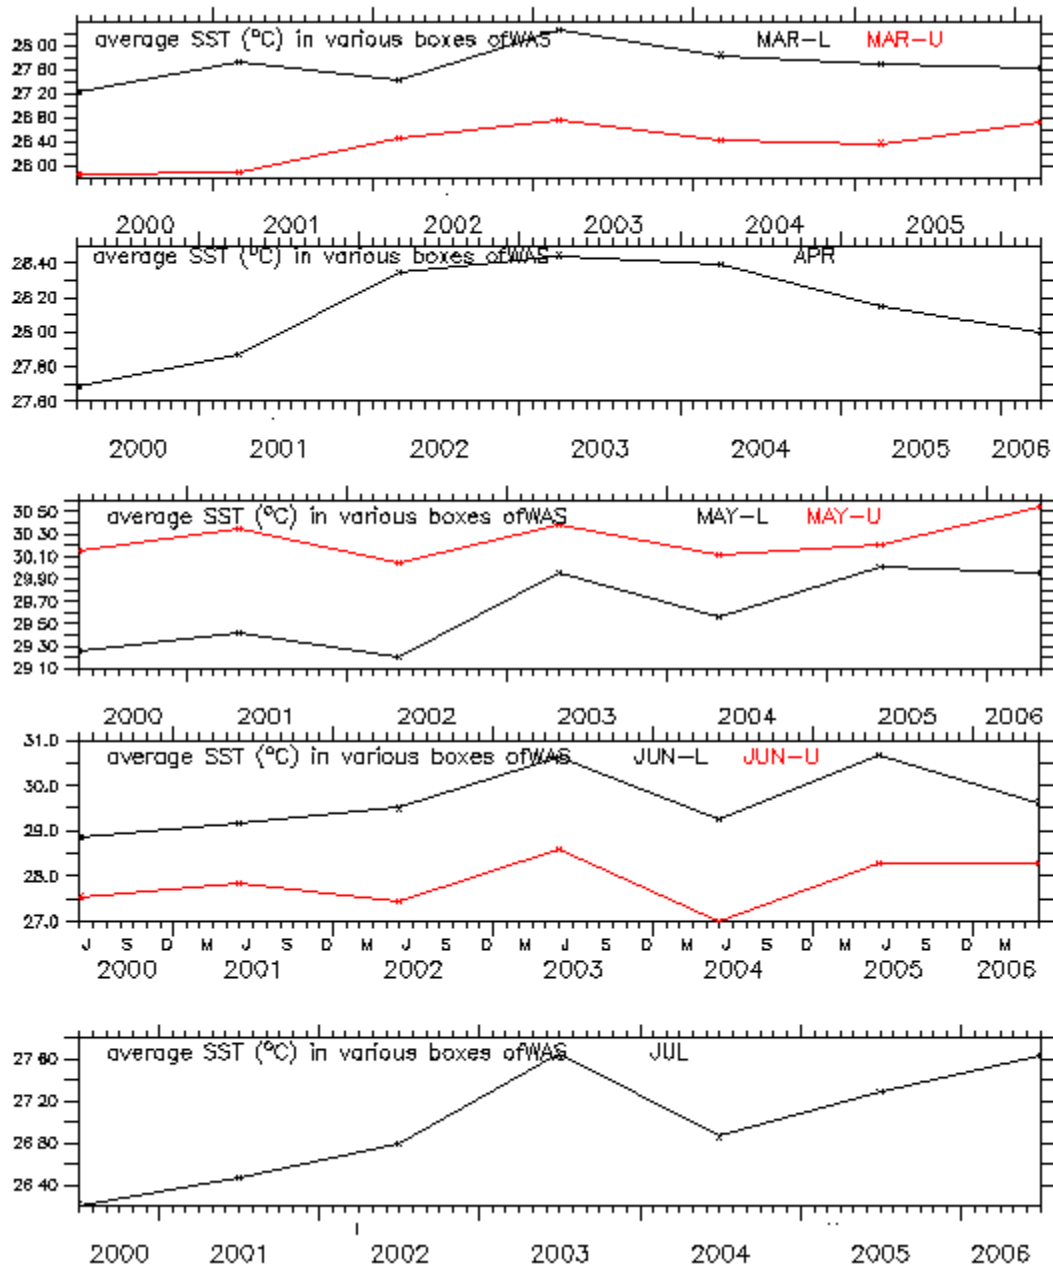 28 00 average SST (°C) in various boxes ofWAS MAR-L MAR-U
27 60
27 20
26 80
26 40
26 00
2000 2001 2002 2003 2004 2005
average SST (°C) in various boxes ofWAS APR
28.40
28 20
28 00
27.80
27.60
2000 2001 2002 2003 2004 2005 2006
30.50 average SST (°C) in various boxes ofWAS MAY-L MAY-U
30.30
30.10
29.90
29.70
29.50
29.30
29 10
2000 2001 2002 2003 2004 2005 2006
31.0
average SST (°C) in various boxes ofWAS JUN-L JUN-U
30.0
29.0
28.0
27.0
J S D M J S D M J S D M J S D M J S D M J S D M
2000 2001 2002 2003 2004 2005 2006
27 60 average SST (°C) in various boxes ofWAS JUL
27.20
26 80
26 40
2000 2001 2002 2003 2004 2005 2006